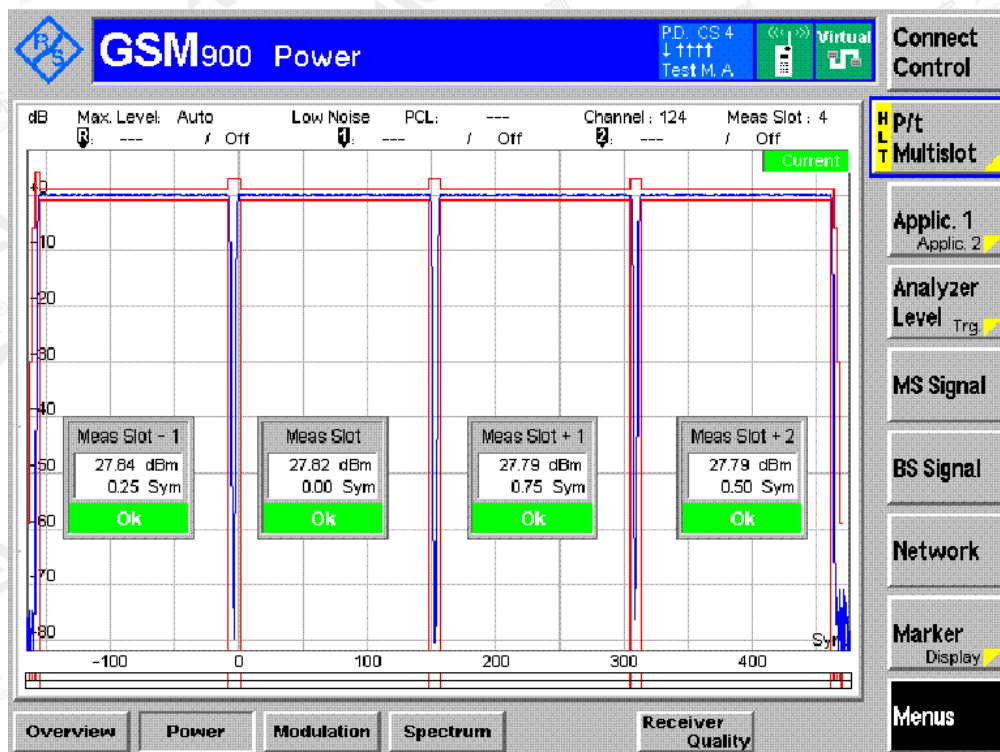 R/S
GSM900 Power
P.D. CS 4
↓ ↑↑↑↑
Test M. A
Virtual
Connect
Control
dB Max. Level: Auto Low Noise PCL: --- Channel : 124 Meas Slot : 4
R: --- / Off 1: --- / Off 2: --- / Off
HLT
P/t
Multislot
Current
+0
-10
-20
-30
-40
-50
-60
-70
-80
Applic. 1
Applic. 2
Analyzer
Level Trg.
MS Signal
BS Signal
Network
Marker
Display
Menus
Meas Slot - 1
27.84 dBm
0.25 Sym
Ok
Meas Slot
27.82 dBm
0.00 Sym
Ok
Meas Slot + 1
27.79 dBm
0.75 Sym
Ok
Meas Slot + 2
27.79 dBm
0.50 Sym
Ok
Sym
-100 0 100 200 300 400
Overview Power Modulation Spectrum Receiver
Quality